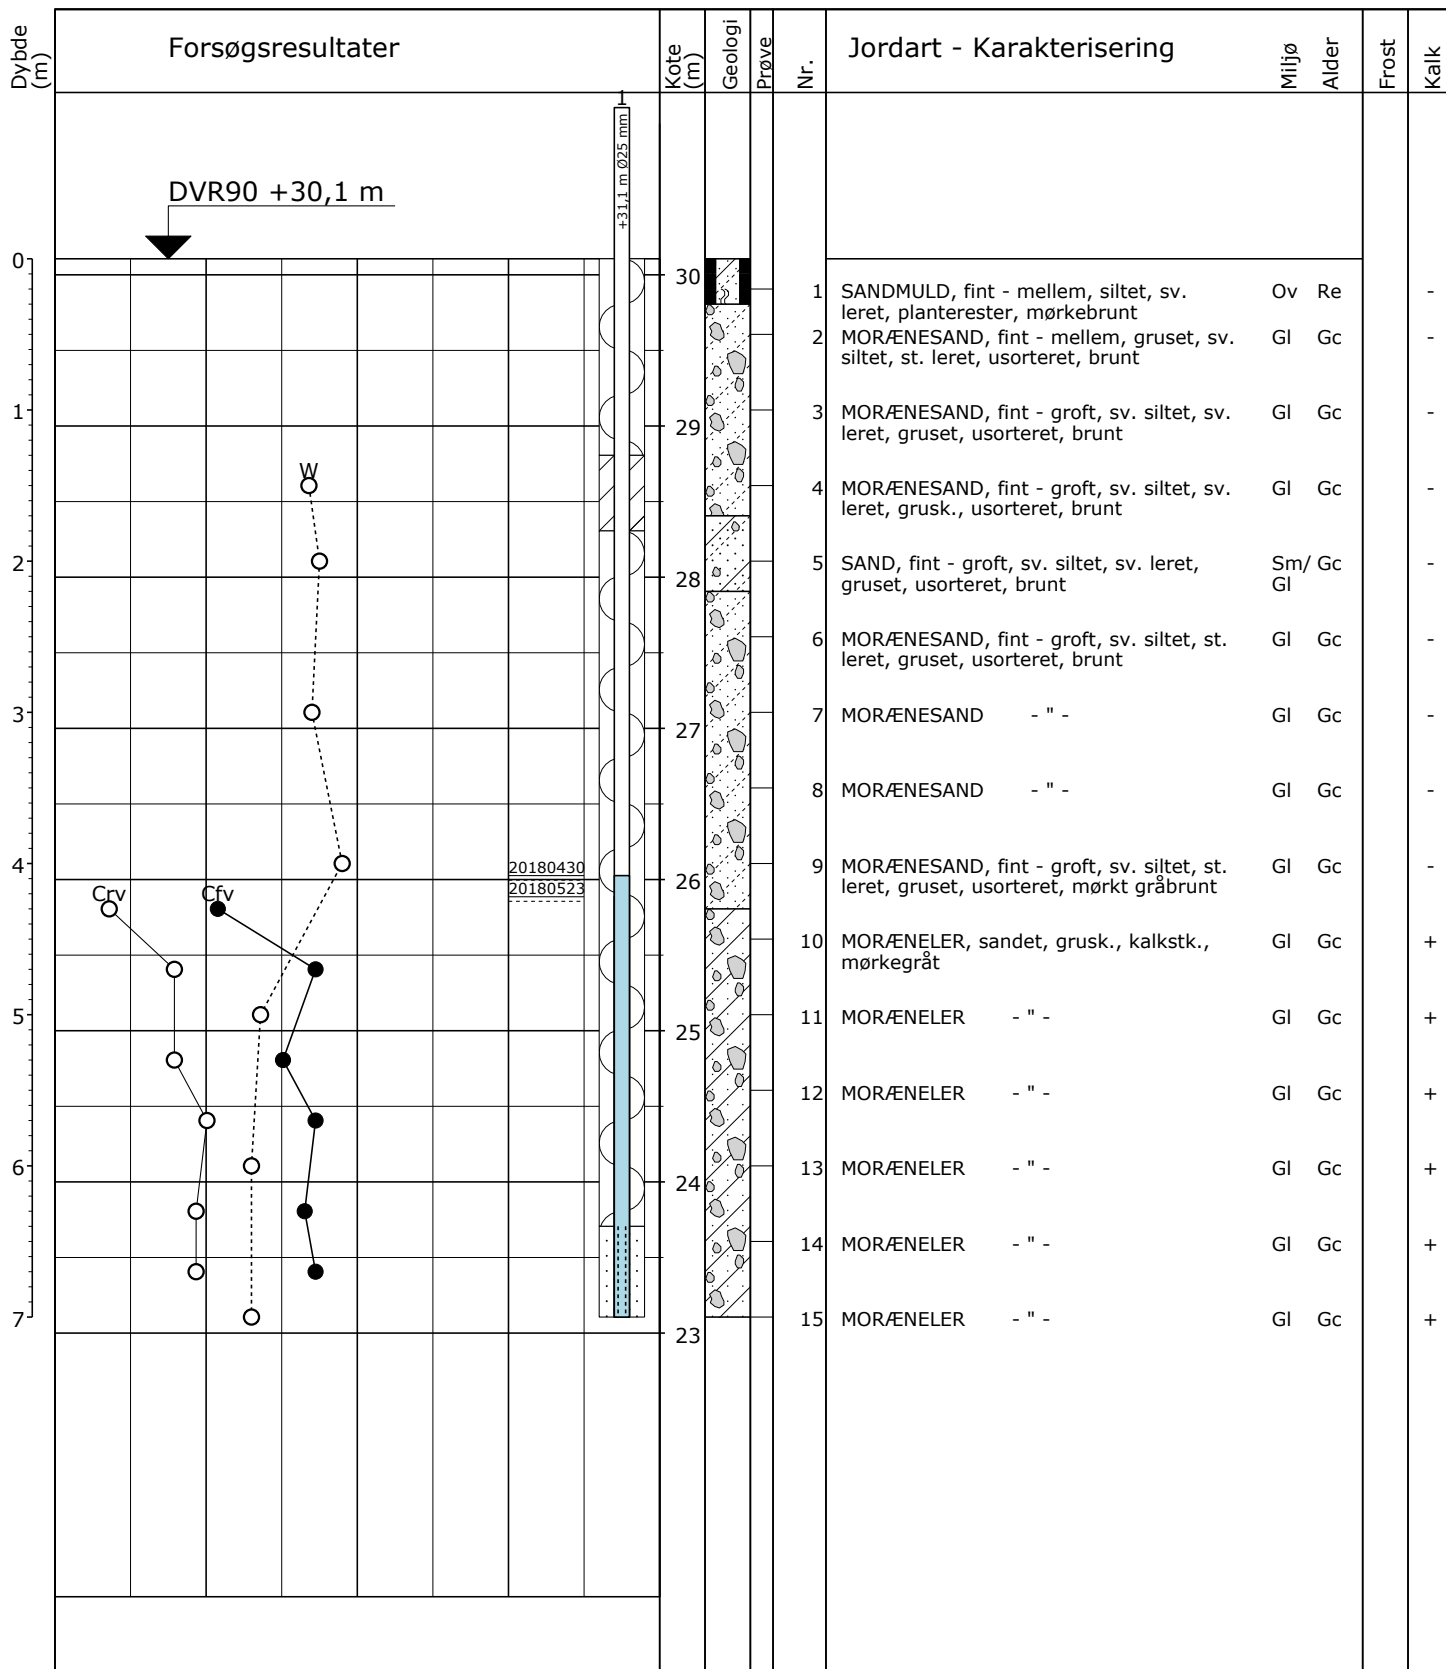 Dybde (m)
Forsøgsresultater
Kote (m)
Geologi
Prøve
Nr.
Jordart - Karakterisering
Miljø
Alder
Frost
Kalk
1
+31,1 m Ø25 mm
DVR90 +30,1 m
0
30
1 SANDMULD, fint - mellem, siltet, sv. Ov Re -
leret, planterester, mørkebrunt
2 MORÆNESAND, fint - mellem, gruset, sv. Gl Gc -
siltet, st. leret, usorteret, brunt
1
29
3 MORÆNESAND, fint - groft, sv. siltet, sv. Gl Gc -
leret, gruset, usorteret, brunt
W
4 MORÆNESAND, fint - groft, sv. siltet, sv. Gl Gc -
leret, grusk., usorteret, brunt
2
28
5 SAND, fint - groft, sv. siltet, sv. leret, Sm/ Gc -
gruset, usorteret, brunt Gl
6 MORÆNESAND, fint - groft, sv. siltet, st. Gl Gc -
leret, gruset, usorteret, brunt
3
27
7 MORÆNESAND - " - Gl Gc -
8 MORÆNESAND - " - Gl Gc -
4
20180430
26
20180523
9 MORÆNESAND, fint - groft, sv. siltet, st. Gl Gc -
leret, gruset, usorteret, mørkt gråbrunt
Crv
Cfv
10 MORÆNELER, sandet, grusk., kalkstk., Gl Gc +
mørkegråt
5
25
11 MORÆNELER - " - Gl Gc +
12 MORÆNELER - " - Gl Gc +
6
24
13 MORÆNELER - " - Gl Gc +
14 MORÆNELER - " - Gl Gc +
7
23
15 MORÆNELER - " - Gl Gc +